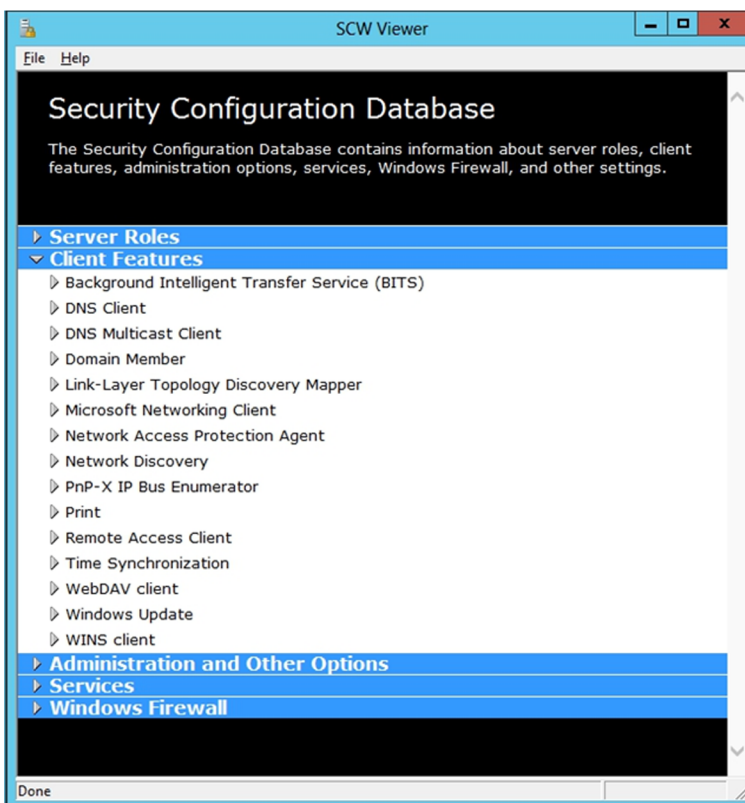 SCW Viewer
File Help
Security Configuration Database
The Security Configuration Database contains information about server roles, client
features, administration options, services, Windows Firewall, and other settings.
Server Roles
Client Features
Background Intelligent Transfer Service (BITS)
DNS Client
DNS Multicast Client
Domain Member
Link-Layer Topology Discovery Mapper
Microsoft Networking Client
Network Access Protection Agent
Network Discovery
PnP-X IP Bus Enumerator
Print
Remote Access Client
Time Synchronization
WebDAV client
Windows Update
WINS client
Administration and Other Options
Services
Windows Firewall
Done